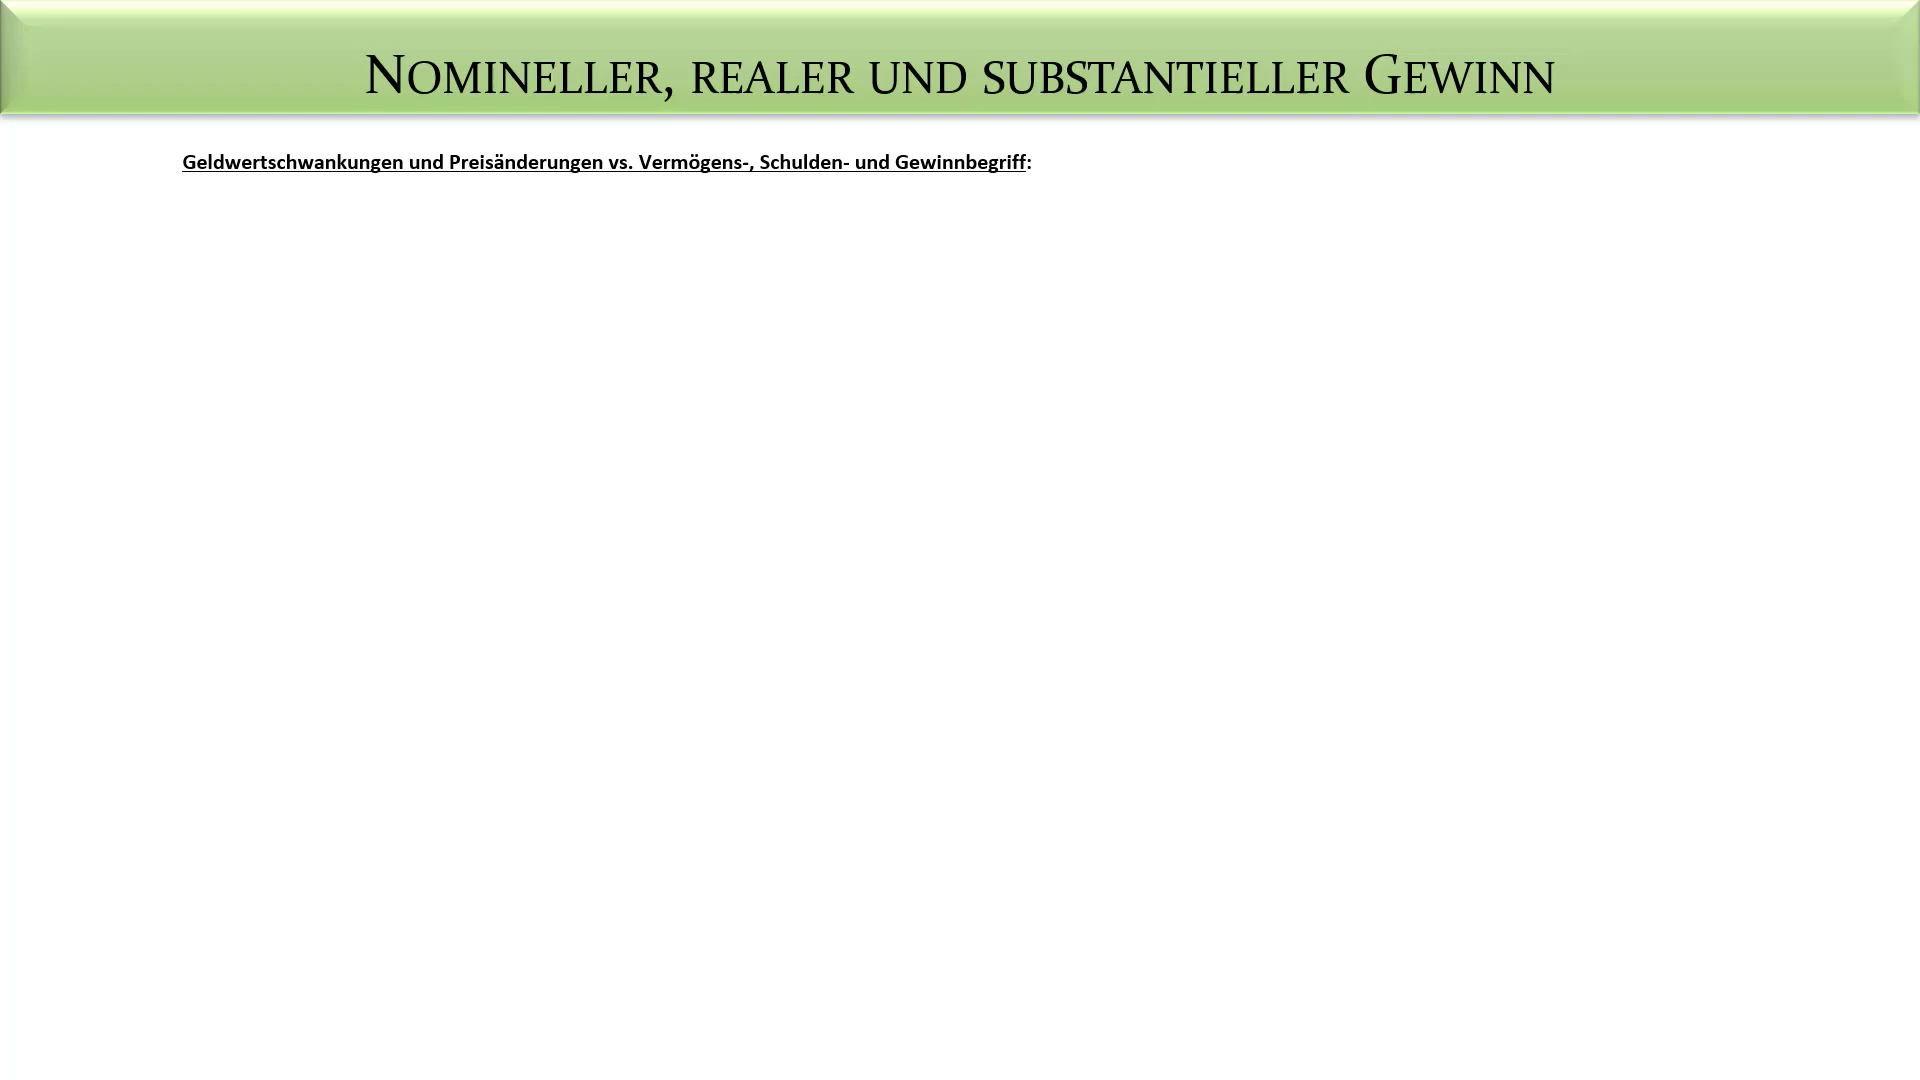 Nomineller, realer und substantieller Gewinn
Geldwertschwankungen und Preisänderungen vs. Vermögens-, Schulden- und Gewinnbegriff: